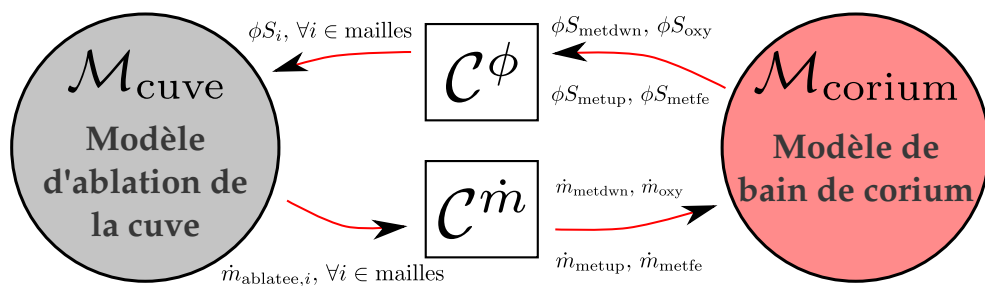 ϕS_i, ∀i ∈ mailles
𝓜_cuve
Modèle
d'ablation de
la cuve
𝒞^ϕ
ϕS_metdwn, ϕS_oxy
ϕS_metup, ϕS_metfe
𝓜_corium
Modèle de
bain de corium
𝒞^ṁ
ṁ_ablatee,i, ∀i ∈ mailles
ṁ_metdwn, ṁ_oxy
ṁ_metup, ṁ_metfe